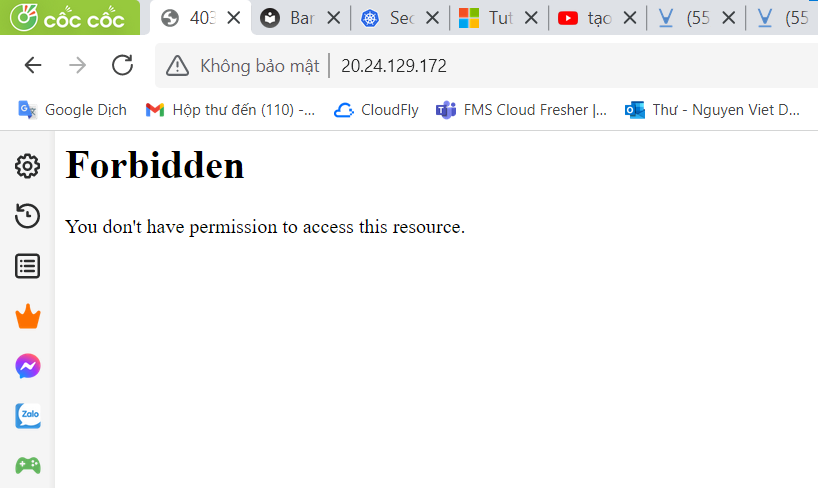 cốc cốc
403
Bar
Sec
Tut
tạo
(55
(55
Không bảo mật
20.24.129.172
Google Dịch
Hộp thư đến (110) -...
CloudFly
FMS Cloud Fresher |...
Thư - Nguyen Viet D...
Forbidden
You don't have permission to access this resource.
Zalo